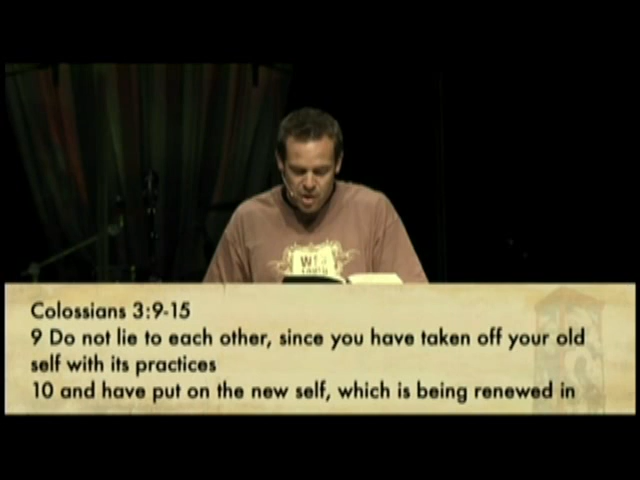 Colossians 3:9-15
9 Do not lie to each other, since you have taken off your old
self with its practices
10 and have put on the new self, which is being renewed in